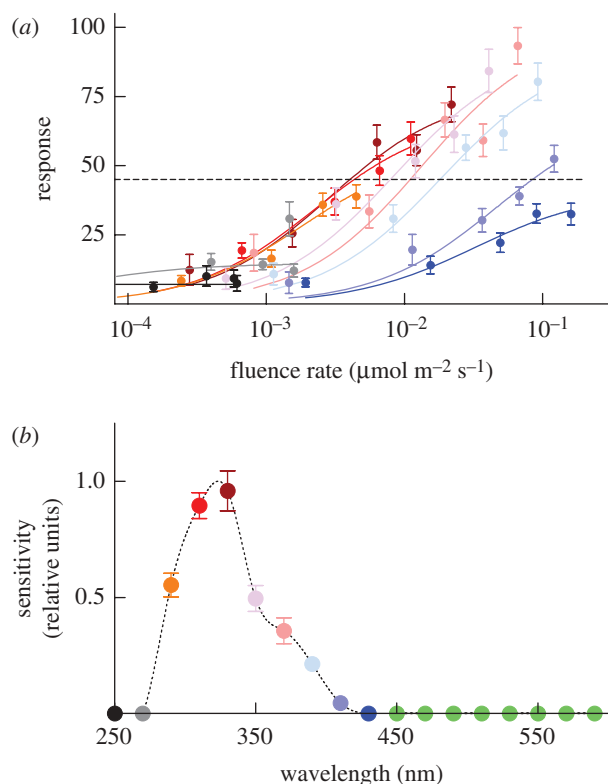 (a)
100
75
50
25
response
10⁻⁴
10⁻³
10⁻²
10⁻¹
fluence rate (µmol m⁻² s⁻¹)
(b)
1.0
0.5
0
sensitivity
(relative units)
250
350
450
550
wavelength (nm)